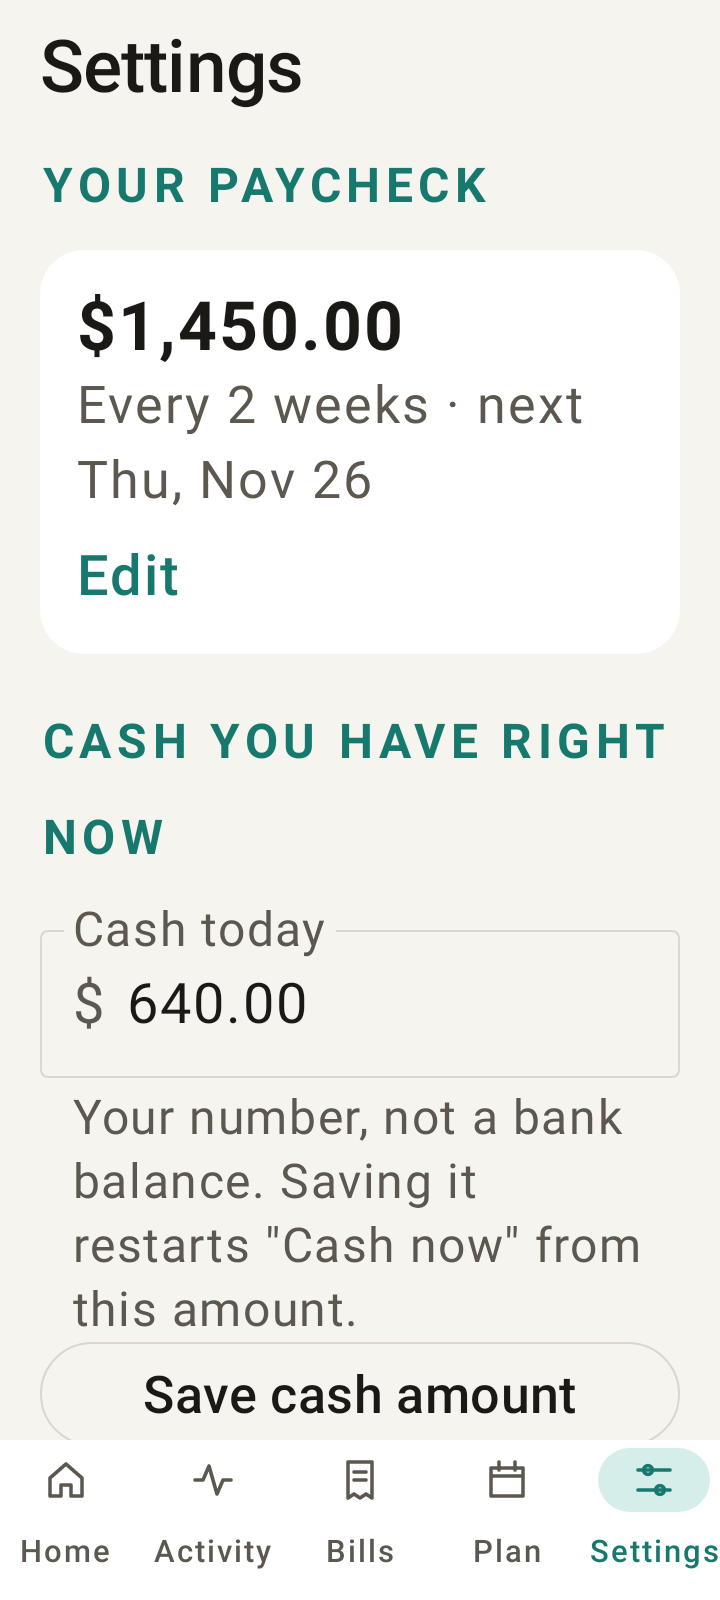 Settings
YOUR PAYCHECK
$1,450.00
Every 2 weeks · next
Thu, Nov 26
Edit
CASH YOU HAVE RIGHT
NOW
Cash today
$ 640.00
Your number, not a bank
balance. Saving it
restarts "Cash now" from
this amount.
Save cash amount
Home Activity Bills Plan Settings